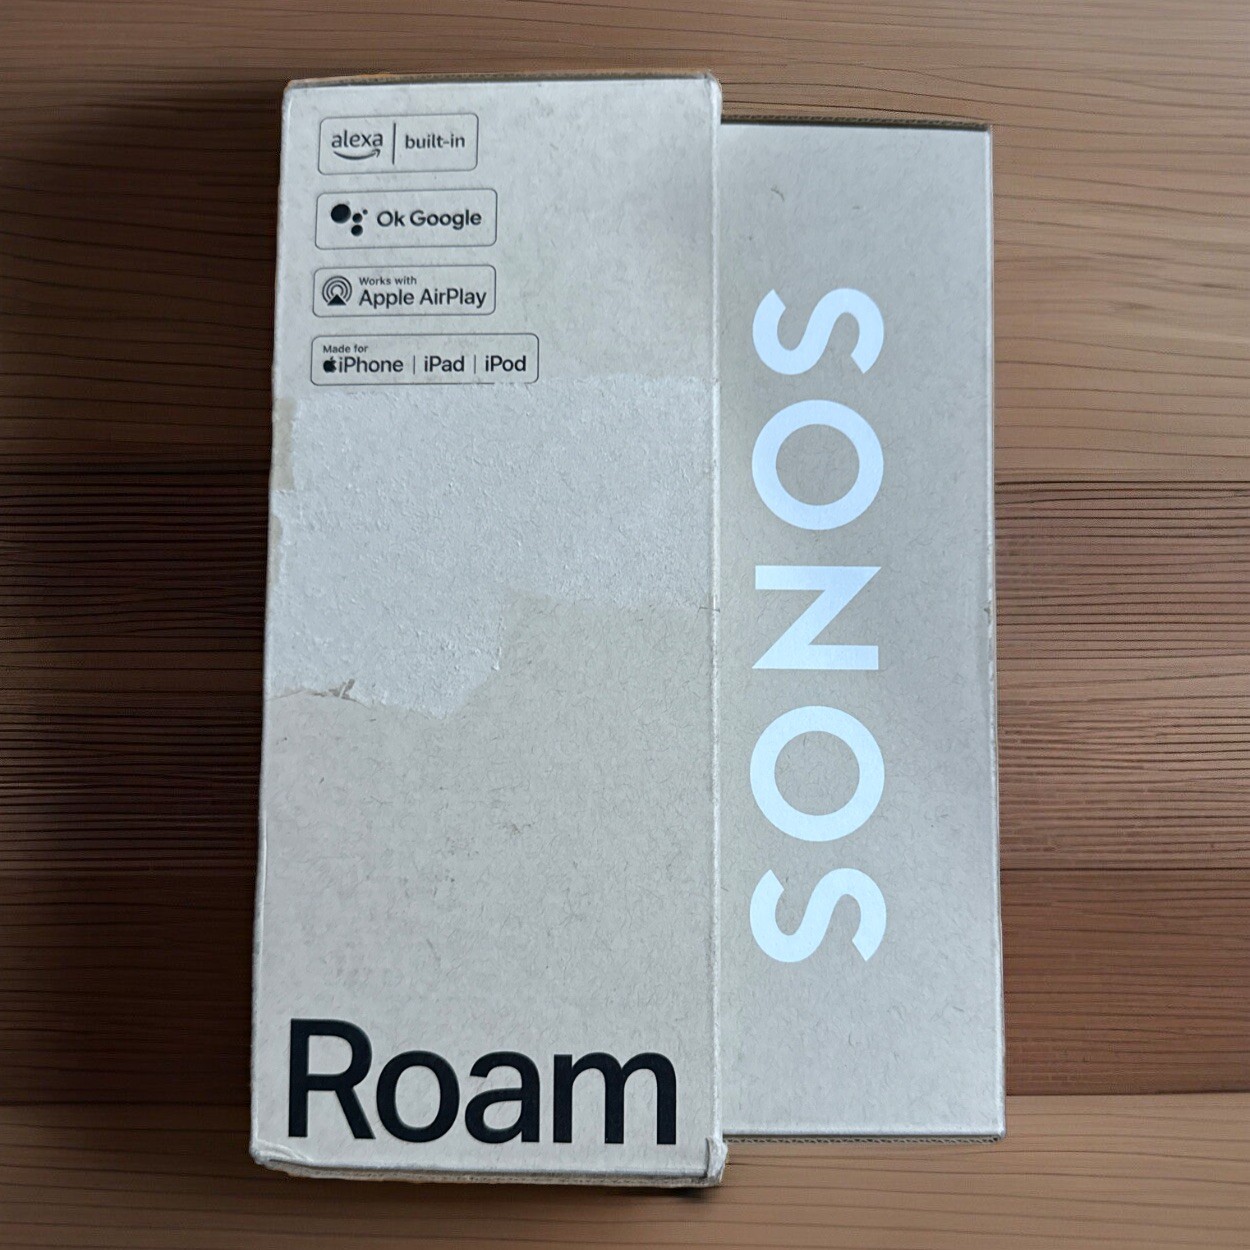 alexa | built-in
Ok Google
Works with
Apple AirPlay
Made for
iPhone | iPad | iPod
Roam
SONOS